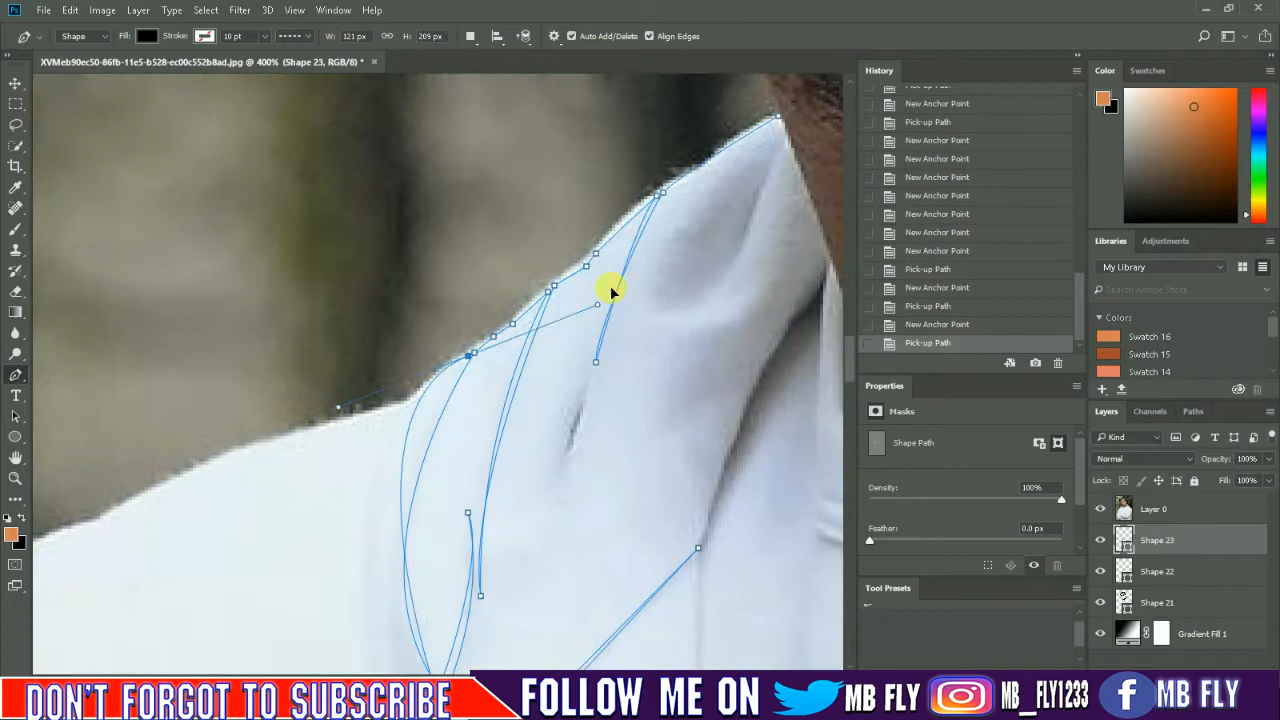 Ps File Edit Image Layer Type Select Filter 3D View Window Help
Shape Fill: Stroke: 10 pt W: 121 px H: 209 px Auto Add/Delete Align Edges
XVMeb90ec50-86fb-11e5-b528-ec00c552b8ad.jpg @ 400% (Shape 23, RGB/8) *
History
New Anchor Point
Pick-up Path
New Anchor Point
New Anchor Point
New Anchor Point
New Anchor Point
New Anchor Point
New Anchor Point
New Anchor Point
Pick-up Path
New Anchor Point
Pick-up Path
New Anchor Point
Pick-up Path
Properties
Masks
Shape Path
Density: 100%
Feather: 0.0 px
Tool Presets
Color Swatches
Libraries Adjustments
My Library
Search Adobe Stock
Colors
Swatch 16
Swatch 15
Swatch 14
Layers Channels Paths
Kind
Normal Opacity: 100%
Lock: Fill: 100%
Layer 0
Shape 23
Shape 22
Shape 21
Gradient Fill 1
DON'T FORGOT TO SUBSCRIBE
FOLLOW ME ON MB FLY MB_FLY1233 MB FLY